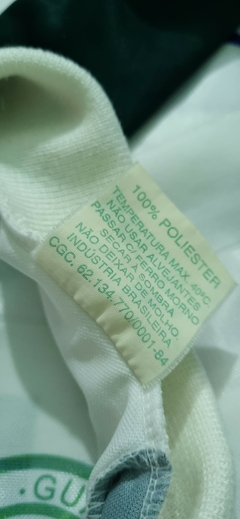 100% POLIESTER
TEMPERATURA MAX. 40ºC.
NÃO USAR ALVEJANTES
PASSAR C/ FERRO MORNO
SECAR À SOMBRA
NÃO DEIXAR DE MOLHO
INDÚSTRIA BRASILEIRA
CGC. 62.134.770/0001-84